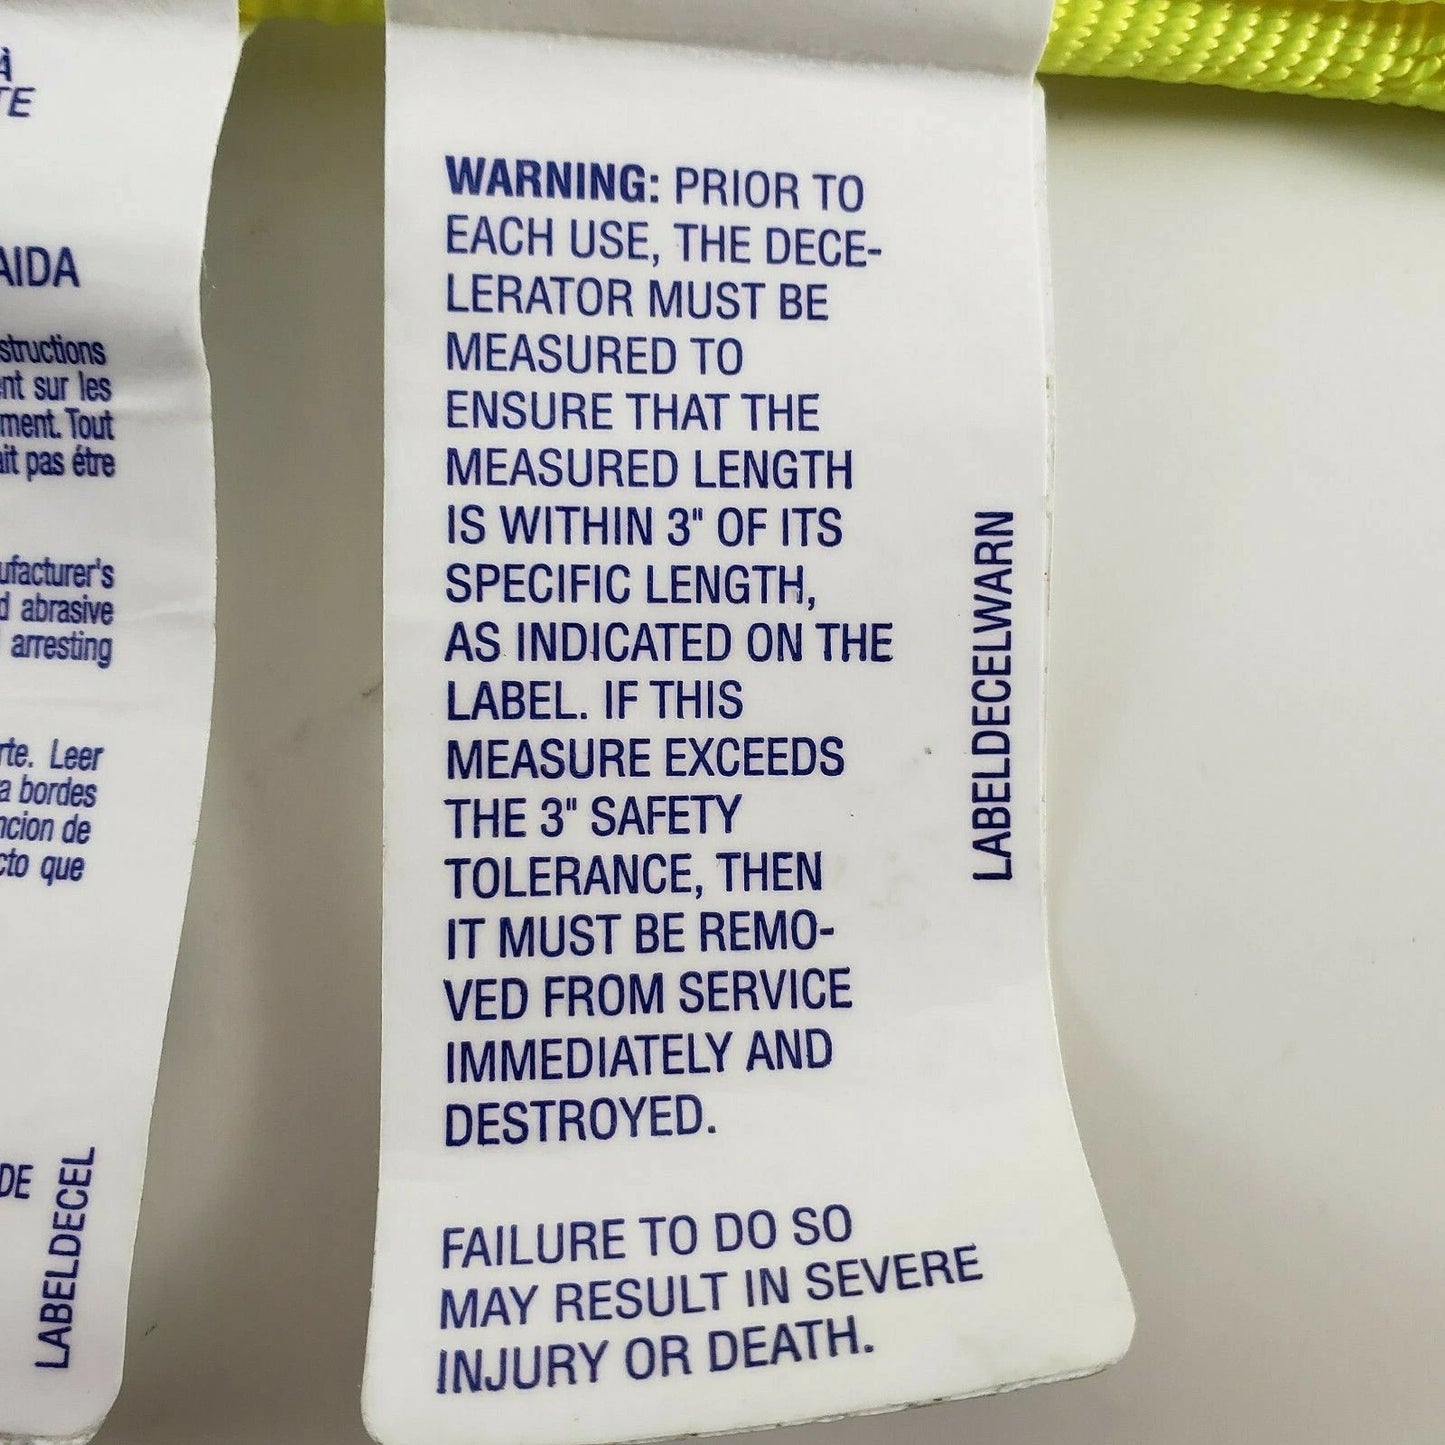 À
TE
AIDA
structions
ent sur les
ment. Tout
ait pas étre
ufacturer's
d abrasive
arresting
rte. Leer
a bordes
ncion de
cto que
DE
LABELDECEL
WARNING: PRIOR TO
EACH USE, THE DECE-
LERATOR MUST BE
MEASURED TO
ENSURE THAT THE
MEASURED LENGTH
IS WITHIN 3" OF ITS
SPECIFIC LENGTH,
AS INDICATED ON THE
LABEL. IF THIS
MEASURE EXCEEDS
THE 3" SAFETY
TOLERANCE, THEN
IT MUST BE REMO-
VED FROM SERVICE
IMMEDIATELY AND
DESTROYED.
FAILURE TO DO SO
MAY RESULT IN SEVERE
INJURY OR DEATH.
LABELDECELWARN